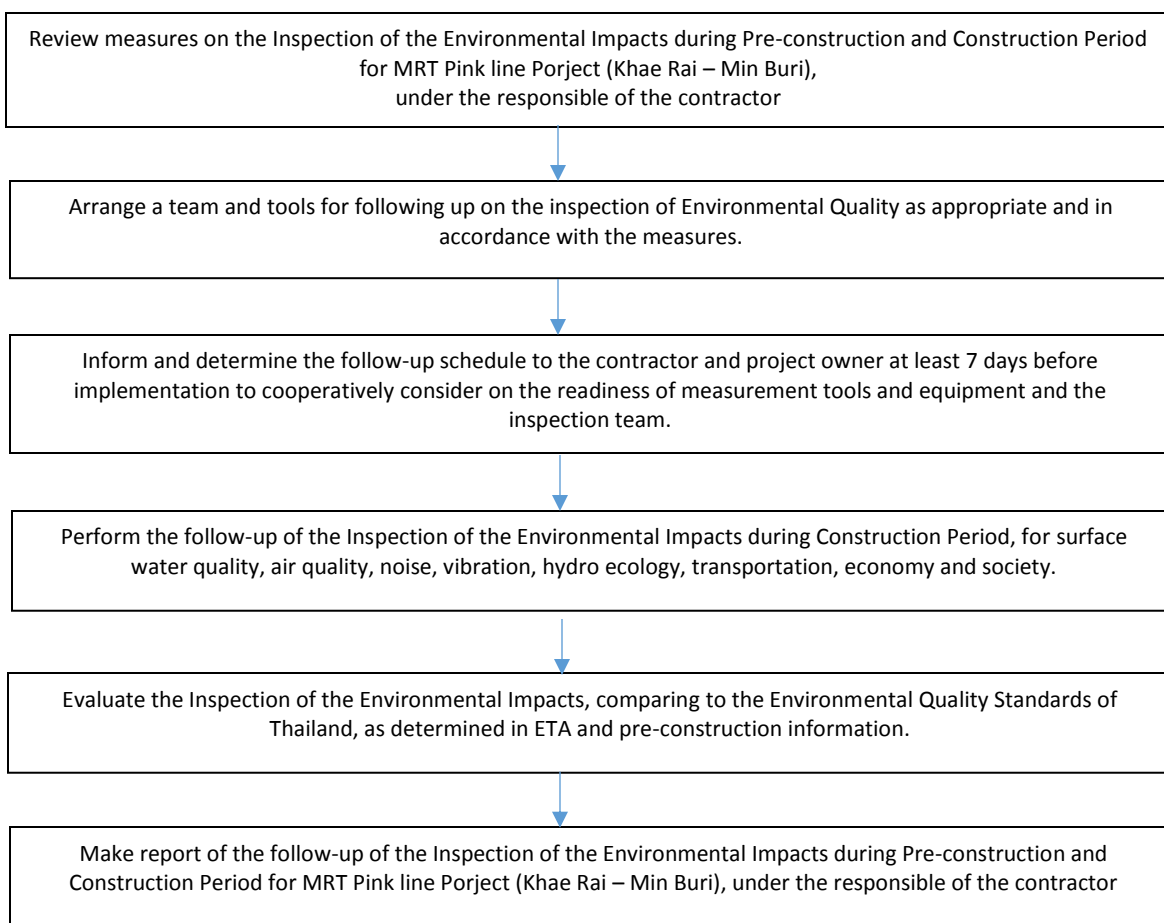 Review measures on the Inspection of the Environmental Impacts during Pre-construction and Construction Period
for MRT Pink line Porject (Khae Rai – Min Buri),
under the responsible of the contractor
Arrange a team and tools for following up on the inspection of Environmental Quality as appropriate and in
accordance with the measures.
Inform and determine the follow-up schedule to the contractor and project owner at least 7 days before
implementation to cooperatively consider on the readiness of measurement tools and equipment and the
inspection team.
Perform the follow-up of the Inspection of the Environmental Impacts during Construction Period, for surface
water quality, air quality, noise, vibration, hydro ecology, transportation, economy and society.
Evaluate the Inspection of the Environmental Impacts, comparing to the Environmental Quality Standards of
Thailand, as determined in ETA and pre-construction information.
Make report of the follow-up of the Inspection of the Environmental Impacts during Pre-construction and
Construction Period for MRT Pink line Porject (Khae Rai – Min Buri), under the responsible of the contractor